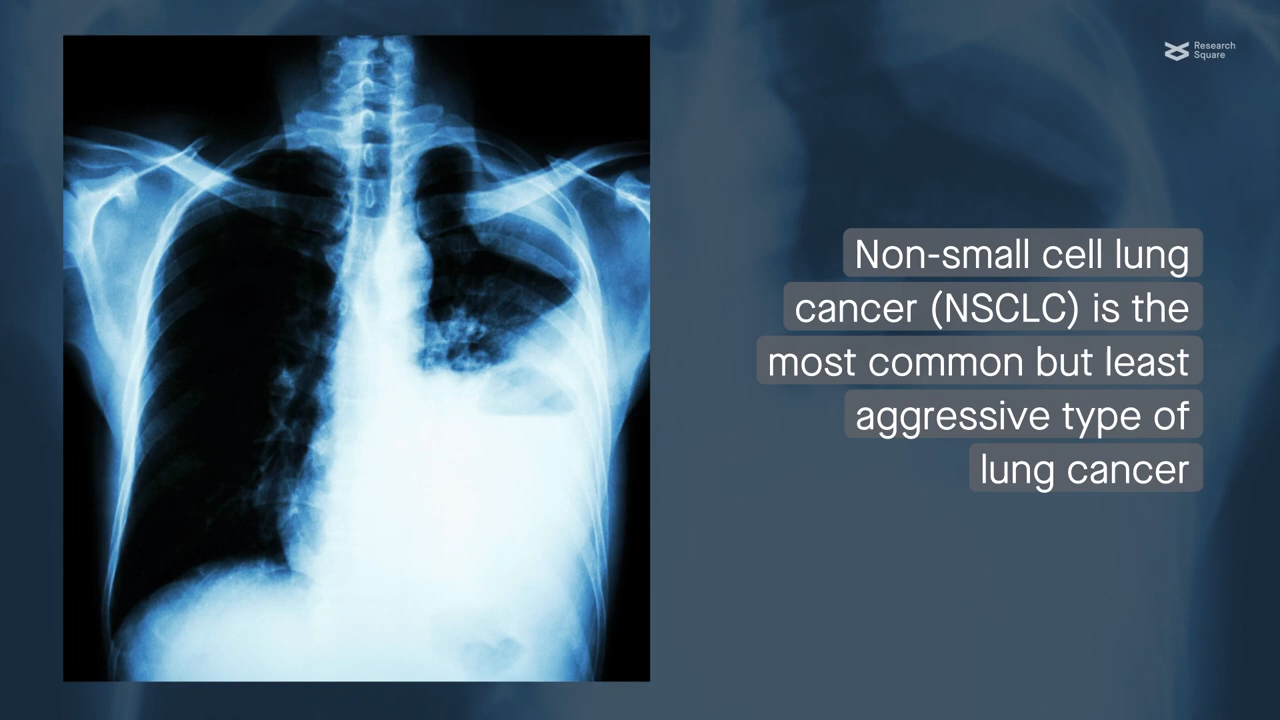 Research
Square
Non-small cell lung
cancer (NSCLC) is the
most common but least
aggressive type of
lung cancer